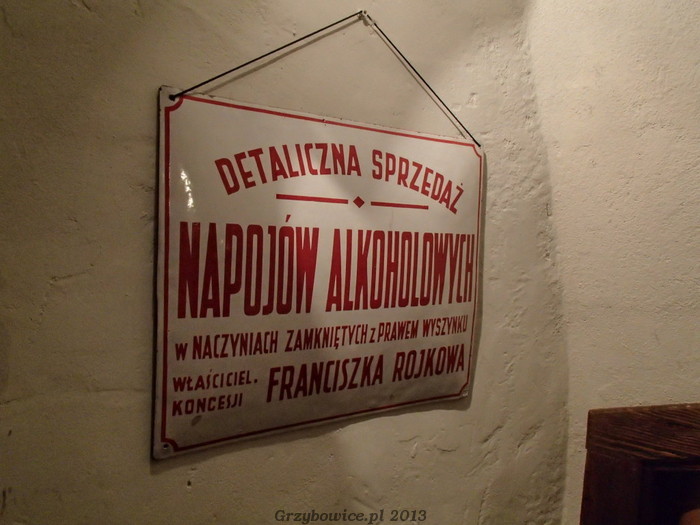 DETALICZNA SPRZEDAŻ
NAPOJÓW ALKOHOLOWYCH
W NACZYNIACH ZAMKNIĘTYCH Z PRAWEM WYSZYNKU
WŁAŚCICIEL.
KONCESJI
FRANCISZKA ROJKOWA
Grzybowice.pl 2013